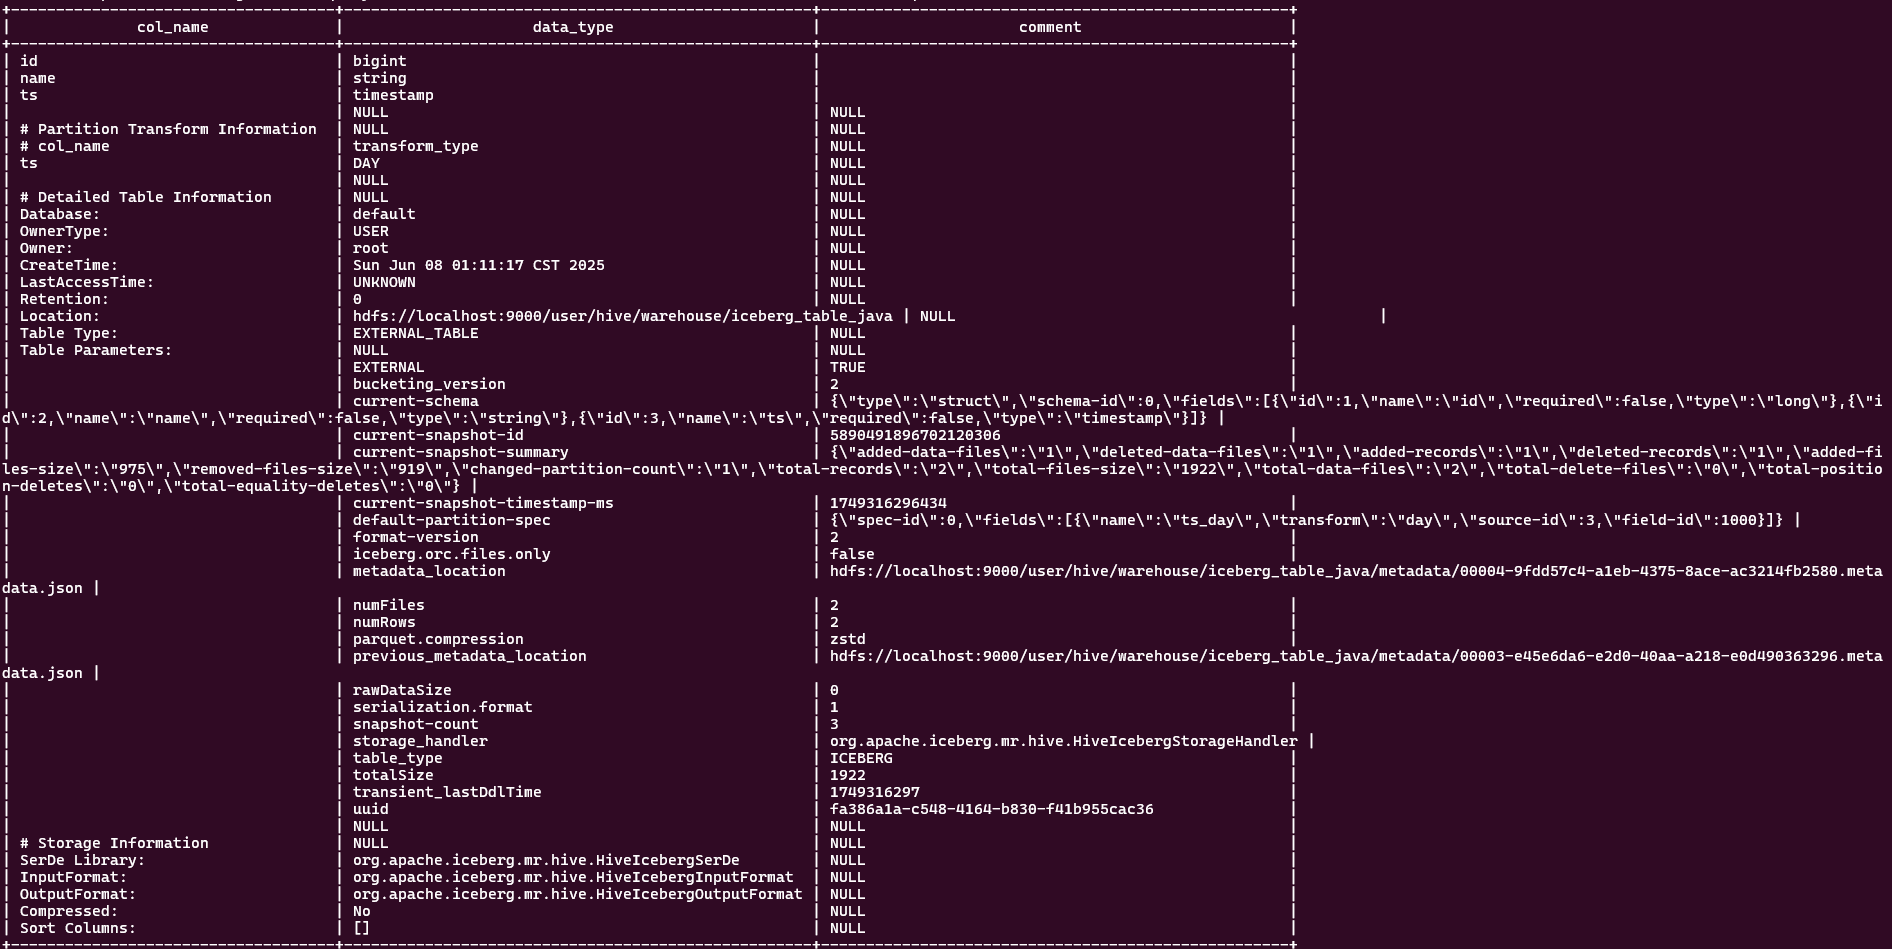 +------------------------------------+----------------------------------------------------+----------------------------------------------------+
| col_name | data_type | comment |
+------------------------------------+----------------------------------------------------+----------------------------------------------------+
| id | bigint | |
| name | string | |
| ts | timestamp | |
| | NULL | NULL |
| # Partition Transform Information | NULL | NULL |
| # col_name | transform_type | NULL |
| ts | DAY | NULL |
| | NULL | NULL |
| # Detailed Table Information | NULL | NULL |
| Database: | default | NULL |
| OwnerType: | USER | NULL |
| Owner: | root | NULL |
| CreateTime: | Sun Jun 08 01:11:17 CST 2025 | NULL |
| LastAccessTime: | UNKNOWN | NULL |
| Retention: | 0 | NULL |
| Location: | hdfs://localhost:9000/user/hive/warehouse/iceberg_table_java | NULL |
| Table Type: | EXTERNAL_TABLE | NULL |
| Table Parameters: | NULL | NULL |
| | EXTERNAL | TRUE |
| | bucketing_version | 2 |
| | current-schema | {\"type\":\"struct\",\"schema-id\":0,\"fields\":[{\"id\":1,\"name\":\"id\",\"required\":false,\"type\":\"long\"},{\"i
d\":2,\"name\":\"name\",\"required\":false,\"type\":\"string\"},{\"id\":3,\"name\":\"ts\",\"required\":false,\"type\":\"timestamp\"}]} |
| | current-snapshot-id | 5890491896702120306 |
| | current-snapshot-summary | {\"added-data-files\":\"1\",\"deleted-data-files\":\"1\",\"added-records\":\"1\",\"deleted-records\":\"1\",\"added-fi
les-size\":\"975\",\"removed-files-size\":\"919\",\"changed-partition-count\":\"1\",\"total-records\":\"2\",\"total-files-size\":\"1922\",\"total-data-files\":\"2\",\"total-delete-files\":\"0\",\"total-positio
n-deletes\":\"0\",\"total-equality-deletes\":\"0\"} |
| | current-snapshot-timestamp-ms | 1749316296434 |
| | default-partition-spec | {\"spec-id\":0,\"fields\":[{\"name\":\"ts_day\",\"transform\":\"day\",\"source-id\":3,\"field-id\":1000}]} |
| | format-version | 2 |
| | iceberg.orc.files.only | false |
| | metadata_location | hdfs://localhost:9000/user/hive/warehouse/iceberg_table_java/metadata/00004-9fdd57c4-a1eb-4375-8ace-ac3214fb2580.meta
data.json |
| | numFiles | 2 |
| | numRows | 2 |
| | parquet.compression | zstd |
| | previous_metadata_location | hdfs://localhost:9000/user/hive/warehouse/iceberg_table_java/metadata/00003-e45e6da6-e2d0-40aa-a218-e0d490363296.meta
data.json |
| | rawDataSize | 0 |
| | serialization.format | 1 |
| | snapshot-count | 3 |
| | storage_handler | org.apache.iceberg.mr.hive.HiveIcebergStorageHandler |
| | table_type | ICEBERG |
| | totalSize | 1922 |
| | transient_lastDdlTime | 1749316297 |
| | uuid | fa386a1a-c548-4164-b830-f41b955cac36 |
| | NULL | NULL |
| # Storage Information | NULL | NULL |
| SerDe Library: | org.apache.iceberg.mr.hive.HiveIcebergSerDe | NULL |
| InputFormat: | org.apache.iceberg.mr.hive.HiveIcebergInputFormat | NULL |
| OutputFormat: | org.apache.iceberg.mr.hive.HiveIcebergOutputFormat | NULL |
| Compressed: | No | NULL |
| Sort Columns: | [] | NULL |
+------------------------------------+----------------------------------------------------+----------------------------------------------------+